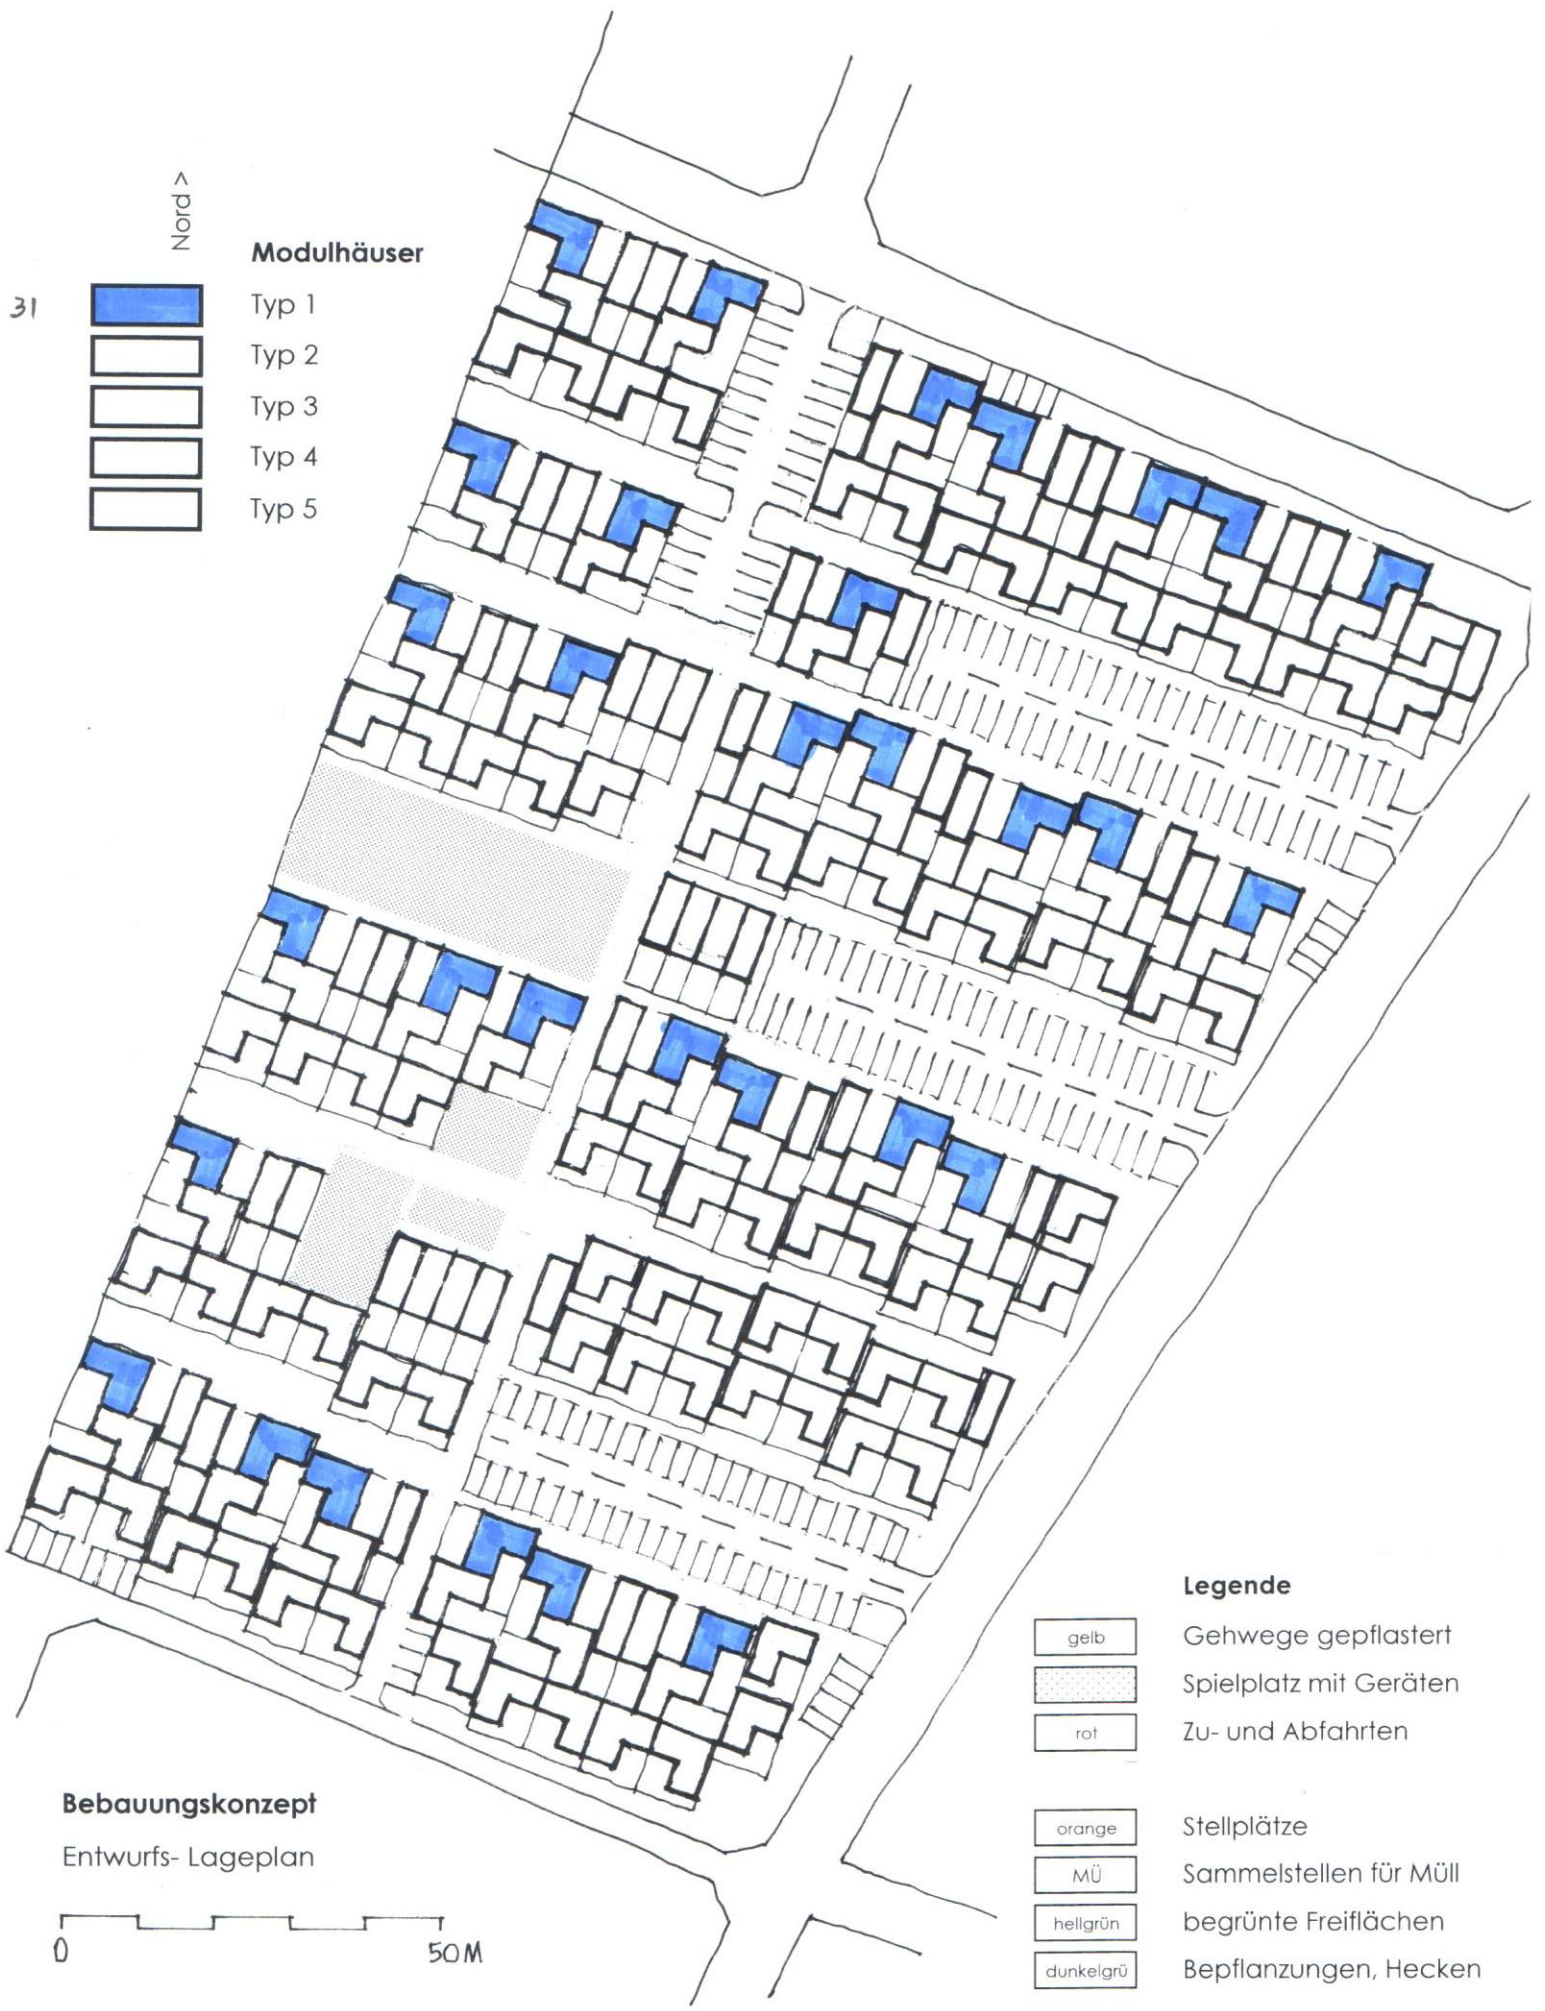 Nord >
Modulhäuser
31
Typ 1
Typ 2
Typ 3
Typ 4
Typ 5
Legende
gelb Gehwege gepflastert
Spielplatz mit Geräten
rot Zu- und Abfahrten
orange Stellplätze
MÜ Sammelstellen für Müll
hellgrün begrünte Freiflächen
dunkelgrü Bepflanzungen, Hecken
Bebauungskonzept
Entwurfs- Lageplan
0 50M